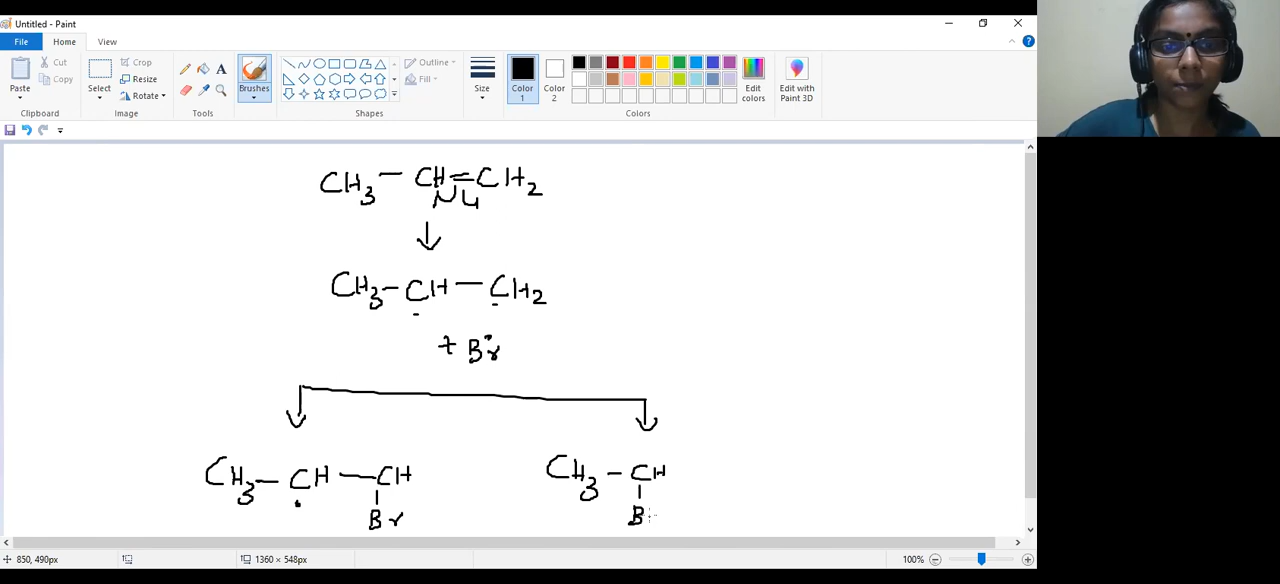 Untitled - Paint
File Home View
Paste Cut Copy
Select Crop Resize Rotate
Brushes
Outline Fill
Size
Color 1
Color 2
Edit colors
Edit with Paint 3D
Clipboard Image Tools Shapes Colors
CH3 — CH = CH2
CH3 — CH — CH2
+ Br
CH3 — CH — CH
Br
CH3 — CH
B
850, 490px 1360 × 548px 100%